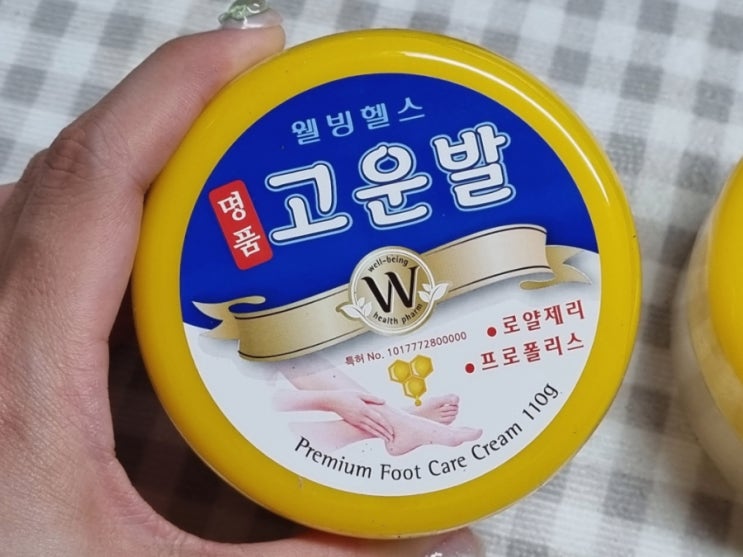 웰빙헬스
명품
고운발
well-being
W
health pharm
특허 No. 1017772800000
•로얄제리
•프로폴리스
Premium Foot Care Cream 110g